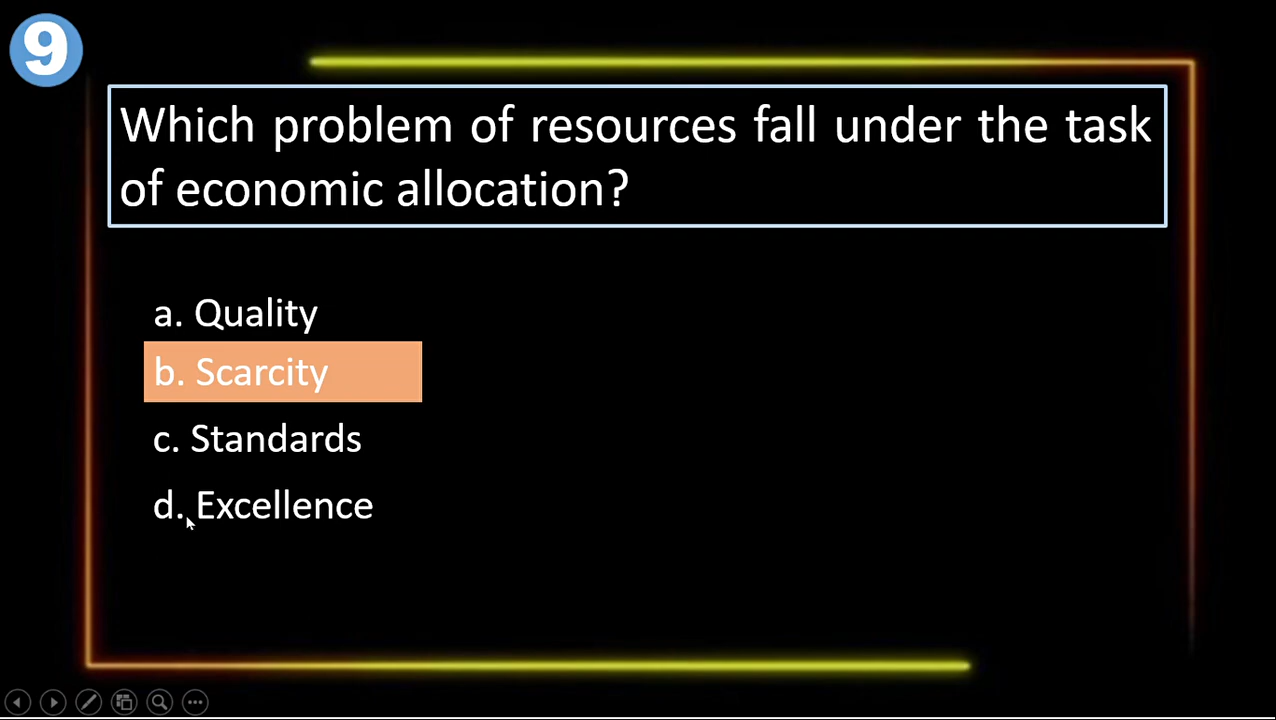 9
Which problem of resources fall under the task
of economic allocation?
a. Quality
b. Scarcity
c. Standards
d. Excellence